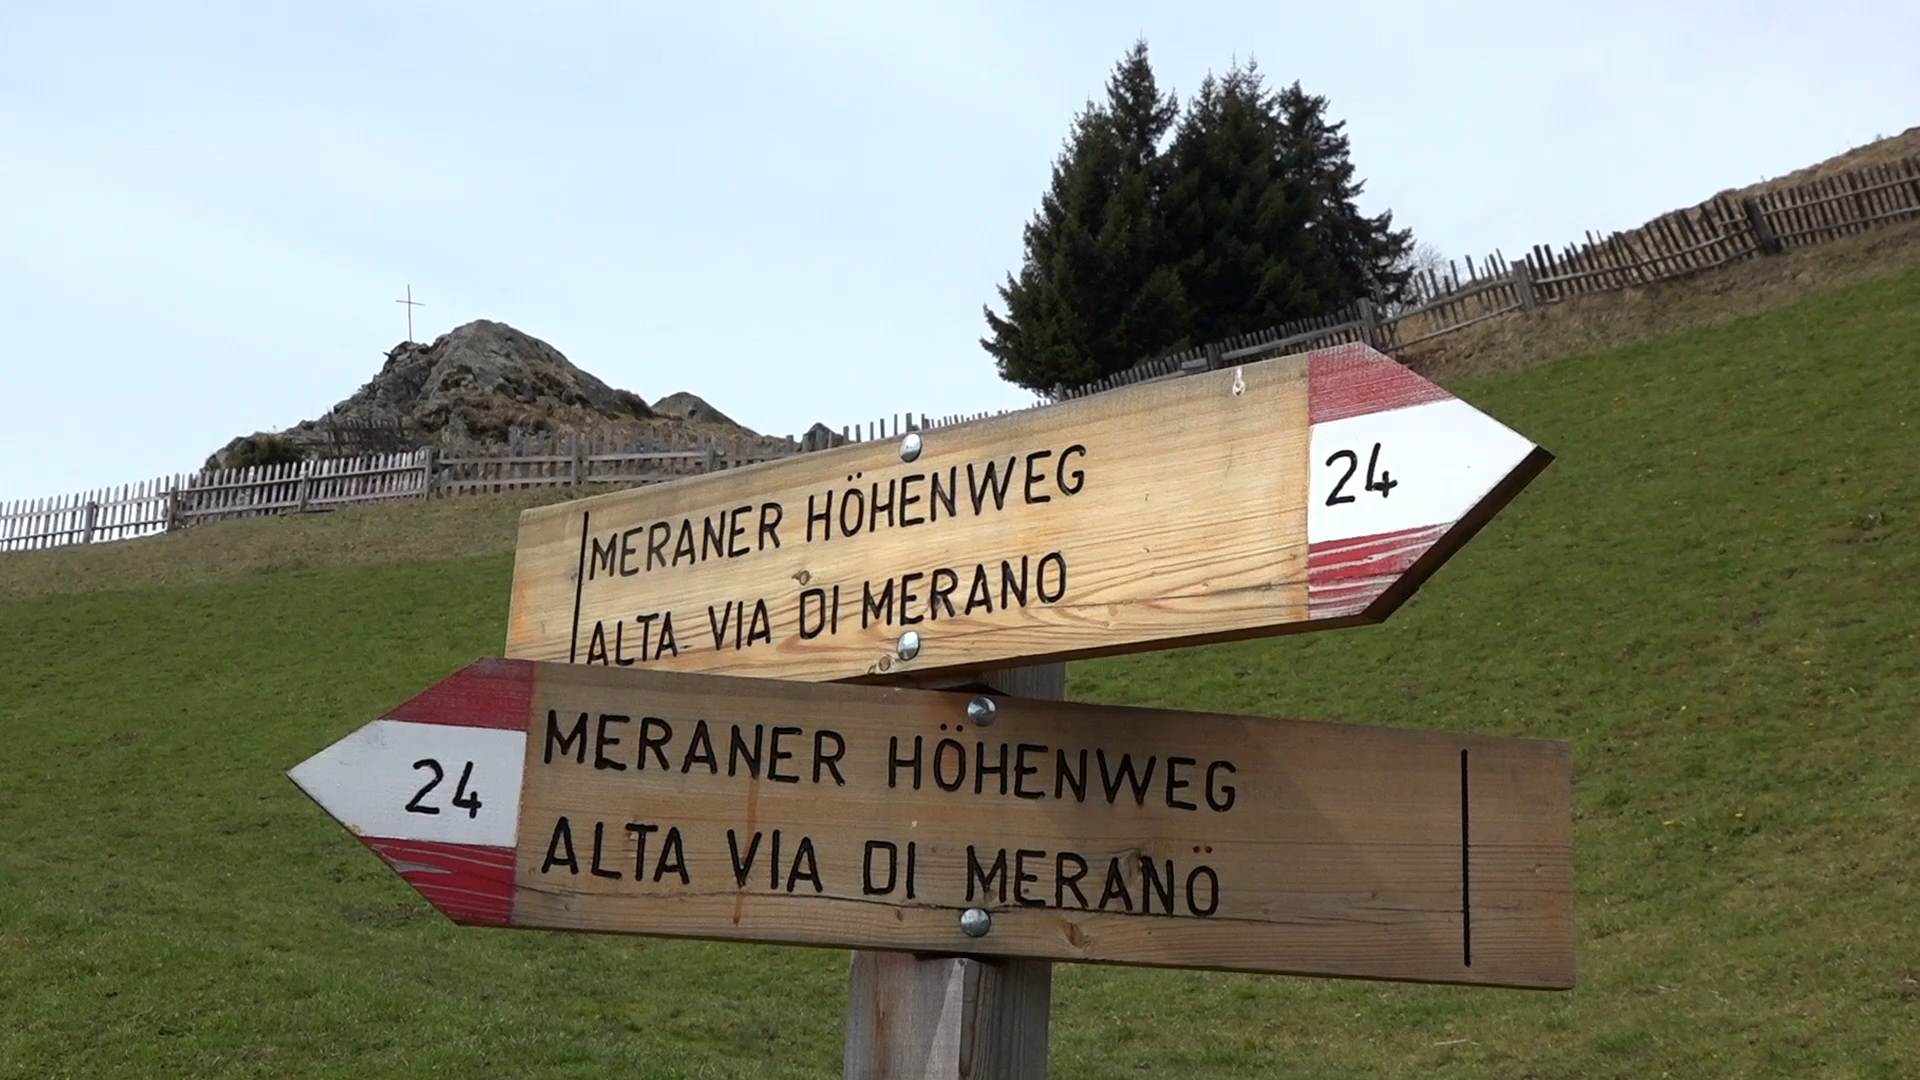 MERANER HÖHENWEG
24
ALTA VIA DI MERANO
MERANER HÖHENWEG
24
ALTA VIA DI MERANÖ